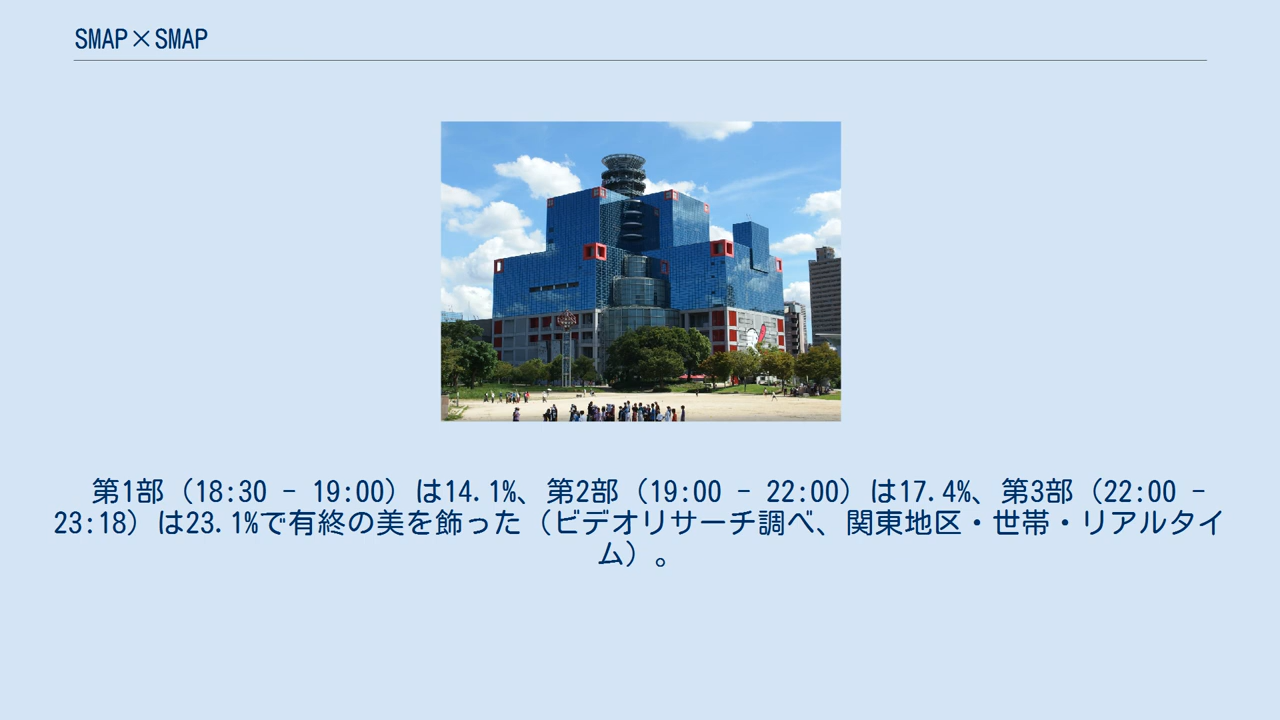 SMAP×SMAP
第1部（18:30 - 19:00）は14.1%、第2部（19:00 - 22:00）は17.4%、第3部（22:00 -
23:18）は23.1%で有終の美を飾った（ビデオリサーチ調べ、関東地区・世帯・リアルタイ
ム）。